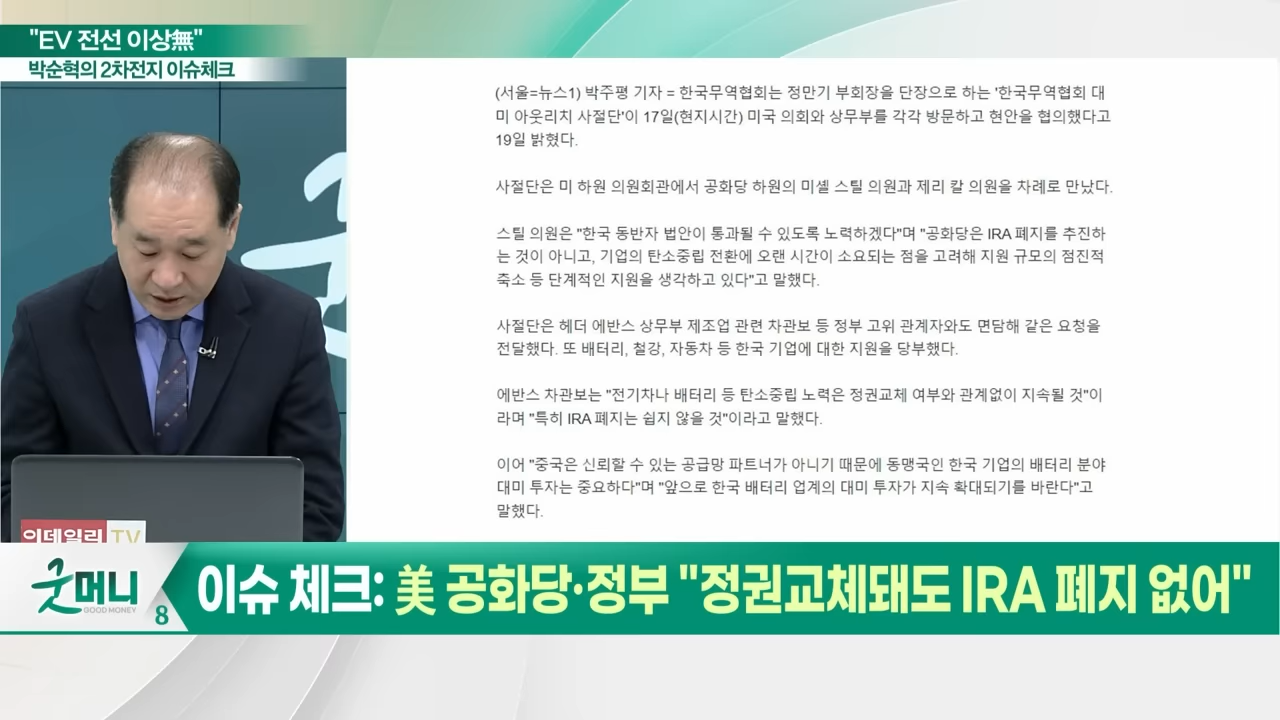 "EV 전선 이상無"
박순혁의 2차전지 이슈체크
(서울=뉴스1) 박주평 기자 = 한국무역협회는 정만기 부회장을 단장으로 하는 '한국무역협회 대
미 아웃리치 사절단'이 17일(현지시간) 미국 의회와 상무부를 각각 방문하고 현안을 협의했다고
19일 밝혔다.
사절단은 미 하원 의원회관에서 공화당 하원의 미셸 스틸 의원과 제리 칼 의원을 차례로 만났다.
스틸 의원은 "한국 동반자 법안이 통과될 수 있도록 노력하겠다"며 "공화당은 IRA 폐지를 추진하
는 것이 아니고, 기업의 탄소중립 전환에 오랜 시간이 소요되는 점을 고려해 지원 규모의 점진적
축소 등 단계적인 지원을 생각하고 있다"고 말했다.
사절단은 헤더 에반스 상무부 제조업 관련 차관보 등 정부 고위 관계자와도 면담해 같은 요청을
전달했다. 또 배터리, 철강, 자동차 등 한국 기업에 대한 지원을 당부했다.
에반스 차관보는 "전기차나 배터리 등 탄소중립 노력은 정권교체 여부와 관계없이 지속될 것"이
라며 "특히 IRA 폐지는 쉽지 않을 것"이라고 말했다.
이어 "중국은 신뢰할 수 있는 공급망 파트너가 아니기 때문에 동맹국인 한국 기업의 배터리 분야
대미 투자는 중요하다"며 "앞으로 한국 배터리 업계의 대미 투자가 지속 확대되기를 바란다"고
말했다.
이데일리 TV
굿머니
GOOD MONEY
8
이슈 체크: 美 공화당·정부 "정권교체돼도 IRA 폐지 없어"